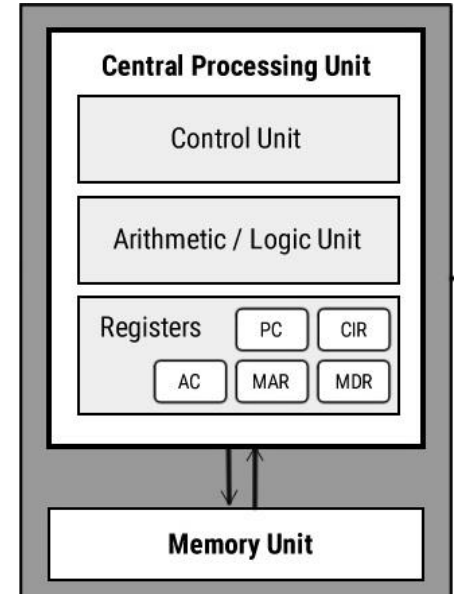 Central Processing Unit
Control Unit
Arithmetic / Logic Unit
Registers PC CIR
AC MAR MDR
Memory Unit